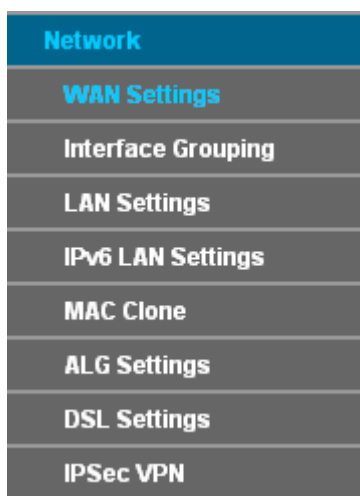 Network
WAN Settings
Interface Grouping
LAN Settings
IPv6 LAN Settings
MAC Clone
ALG Settings
DSL Settings
IPSec VPN